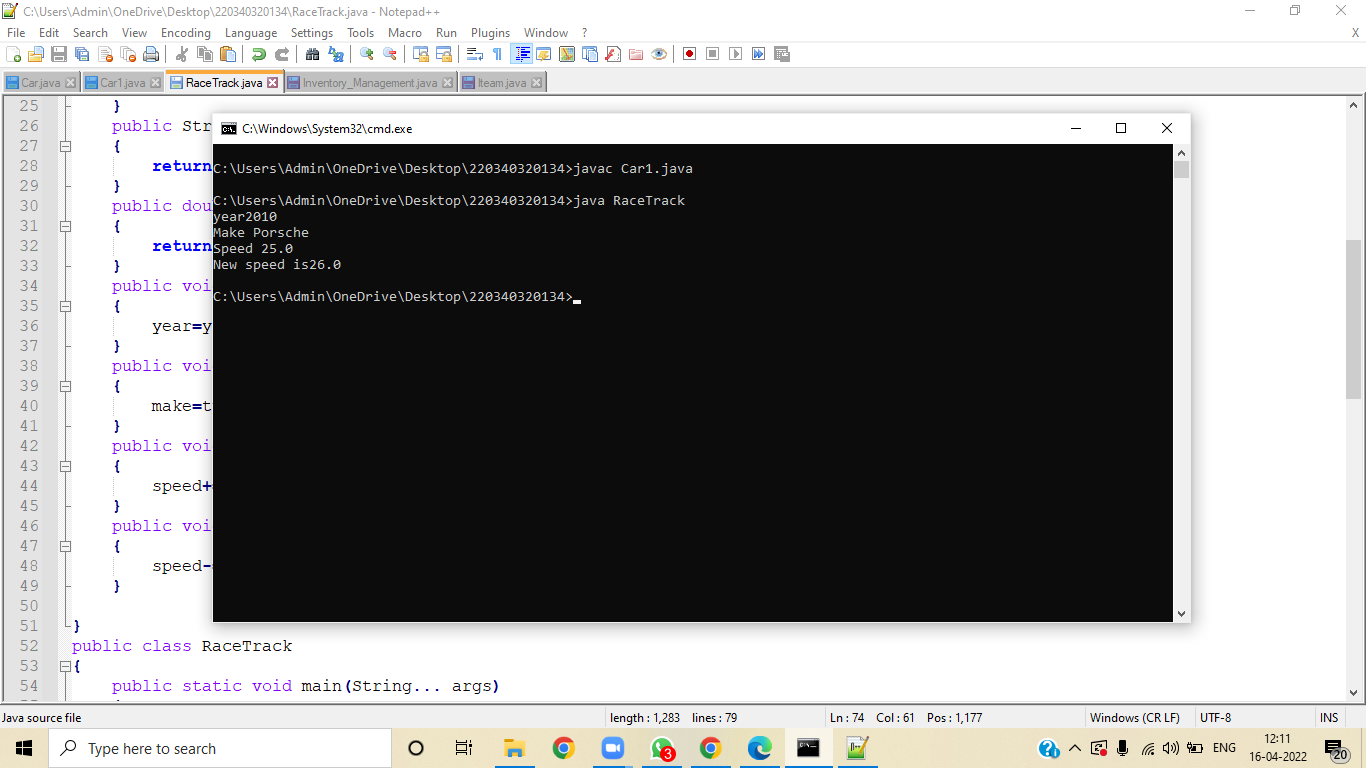 C:\Users\Admin\OneDrive\Desktop\220340320134\RaceTrack.java - Notepad++
File Edit Search View Encoding Language Settings Tools Macro Run Plugins Window ? X
Car.java Car1.java RaceTrack.java Inventory_Management.java Iteam.java
25 }
26 public Str
27 {
28 return
29 }
30 public dou
31 {
32 return
33 }
34 public voi
35 {
36 year=y
37 }
38 public voi
39 {
40 make=t
41 }
42 public voi
43 {
44 speed+
45 }
46 public voi
47 {
48 speed-
49 }
50
51 }
52 public class RaceTrack
53 {
54 public static void main(String... args)
C:\Windows\System32\cmd.exe
C:\Users\Admin\OneDrive\Desktop\220340320134>javac Car1.java
C:\Users\Admin\OneDrive\Desktop\220340320134>java RaceTrack
year2010
Make Porsche
Speed 25.0
New speed is26.0
C:\Users\Admin\OneDrive\Desktop\220340320134>
Java source file length : 1,283 lines : 79 Ln : 74 Col : 61 Pos : 1,177 Windows (CR LF) UTF-8 INS
Type here to search 3 ENG 12:11
16-04-2022 20